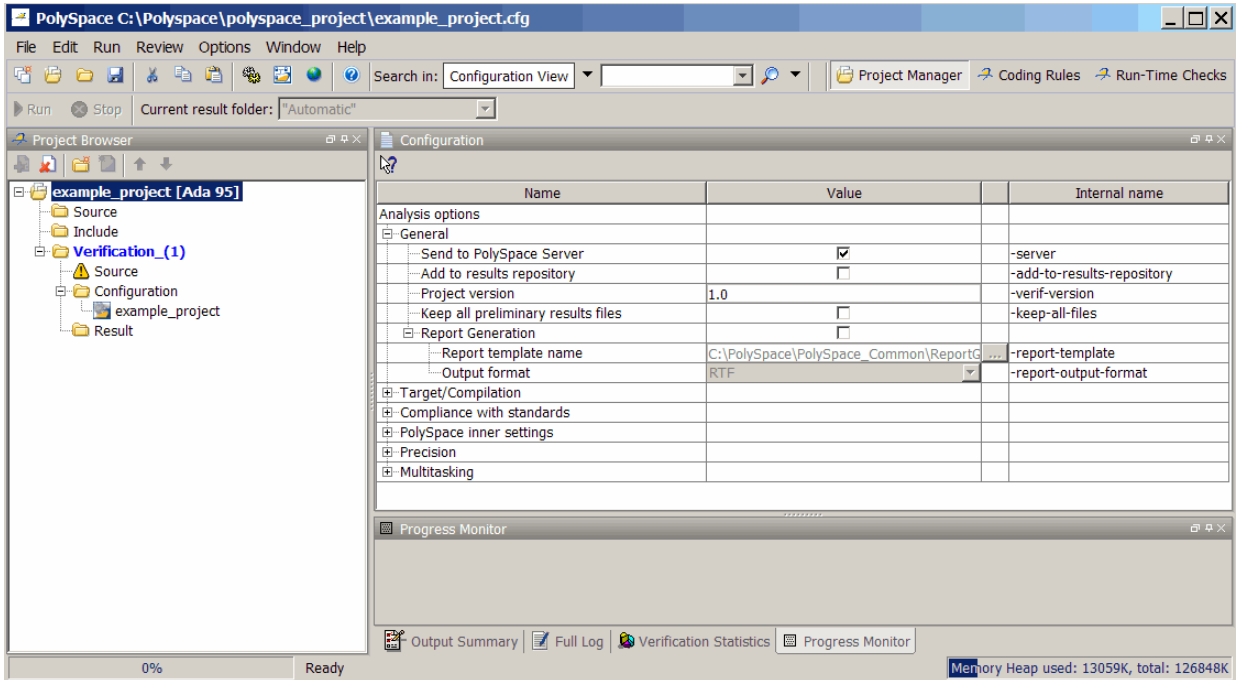 PolySpace C:\Polyspace\polyspace_project\example_project.cfg
File Edit Run Review Options Window Help
Search in: Configuration View Project Manager Coding Rules Run-Time Checks
Run Stop Current result folder: "Automatic"
Project Browser
example_project [Ada 95]
Source
Include
Verification_(1)
Source
Configuration
example_project
Result
Configuration
Name Value Internal name
Analysis options
General
Send to PolySpace Server -server
Add to results repository -add-to-results-repository
Project version 1.0 -verif-version
Keep all preliminary results files -keep-all-files
Report Generation
Report template name C:\PolySpace\PolySpace_Common\ReportG ... -report-template
Output format RTF -report-output-format
Target/Compilation
Compliance with standards
PolySpace inner settings
Precision
Multitasking
Progress Monitor
Output Summary Full Log Verification Statistics Progress Monitor
0% Ready Memory Heap used: 13059K, total: 126848K